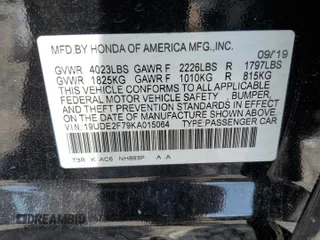 MFD BY HONDA OF AMERICA MFG.,INC.
09/19
GVWR 4023LBS GAWR F 2226LBS R 1797LBS
GVWR 1825KG GAWR F 1010KG R 815KG
THIS VEHICLE CONFORMS TO ALL APPLICABLE
FEDERAL MOTOR VEHICLE SAFETY, BUMPER,
AND THEFT PREVENTION STANDARDS IN EFFECT
ON THE DATE OF MANUFACTURE SHOWN ABOVE.
VIN: 19UDE2F79KA015064 TYPE: PASSENGER CAR
T3R K AC6 NH893P A A
DREAMBID